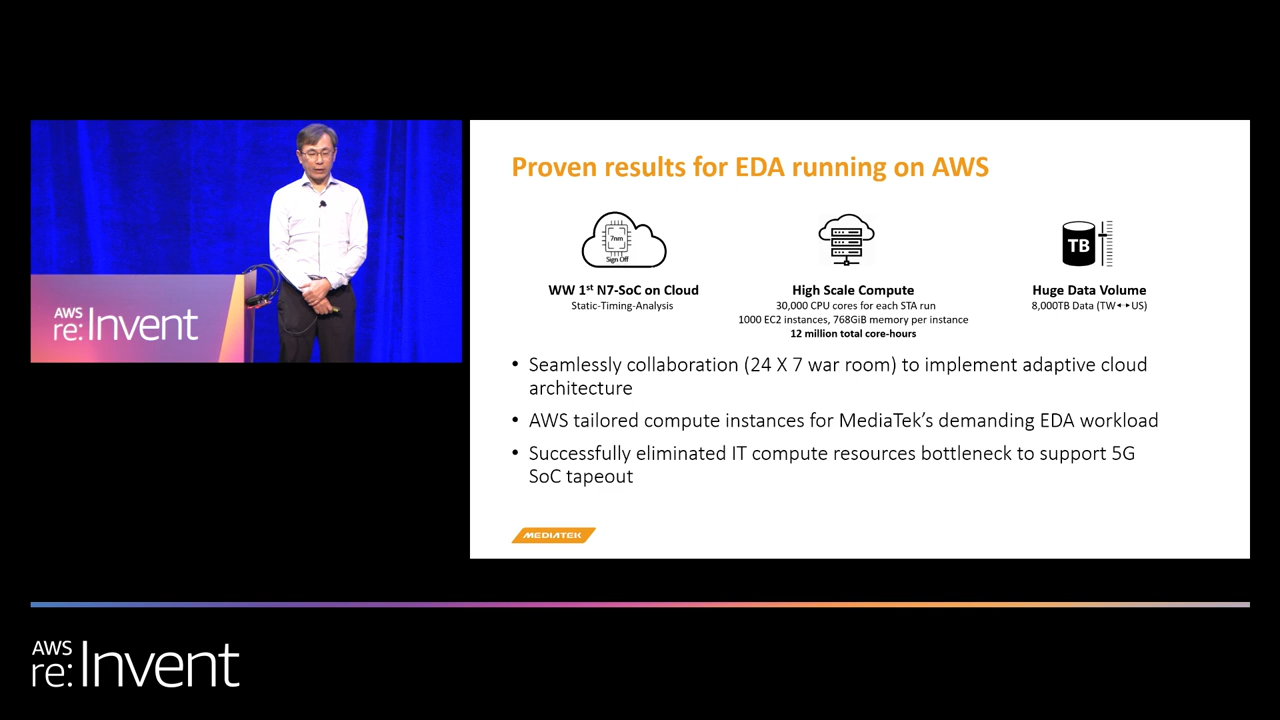 AWS
re:Invent
Proven results for EDA running on AWS
7nm
Sign Off
WW 1st N7-SoC on Cloud
Static-Timing-Analysis
High Scale Compute
30,000 CPU cores for each STA run
1000 EC2 instances, 768GiB memory per instance
12 million total core-hours
TB
Huge Data Volume
8,000TB Data (TW↔US)
• Seamlessly collaboration (24 X 7 war room) to implement adaptive cloud
architecture
• AWS tailored compute instances for MediaTek's demanding EDA workload
• Successfully eliminated IT compute resources bottleneck to support 5G
SoC tapeout
MEDIATEK
AWS
re:Invent